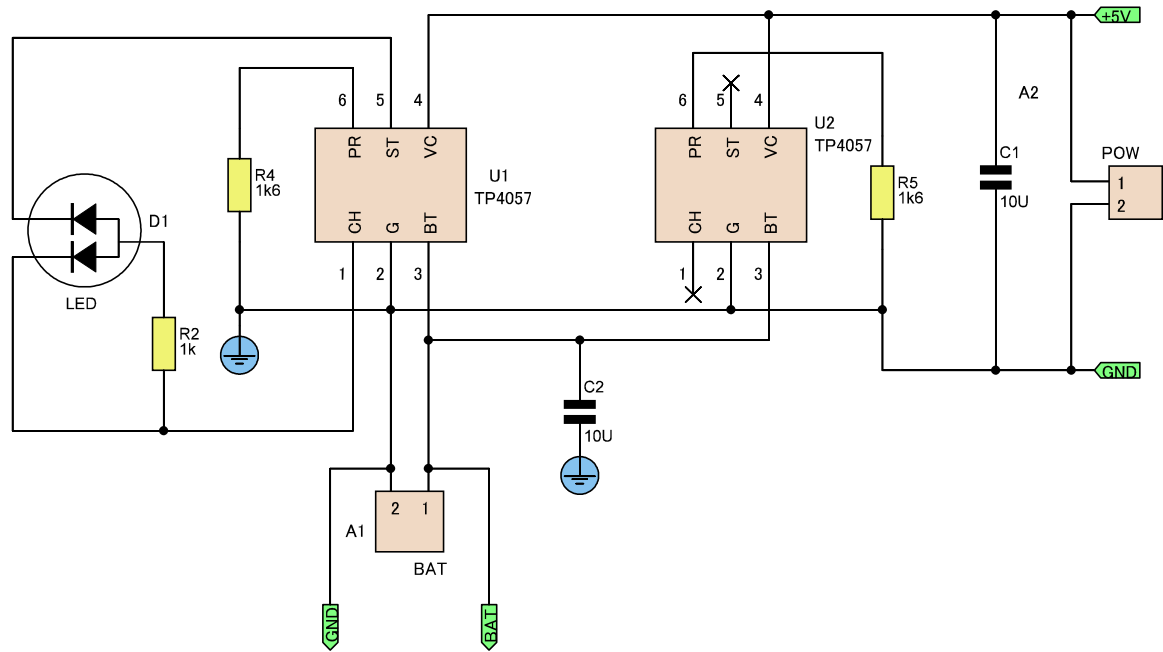 +5V
A2
6
5
4
6
5
4
U2
TP4057
PR
ST
VC
PR
ST
VC
C1
10U
POW
1
2
R4
1k6
U1
TP4057
R5
1k6
D1
CH
G
BT
CH
G
BT
1
2
3
1
2
3
LED
R2
1k
GND
C2
10U
2
1
A1
BAT
GND
BAT